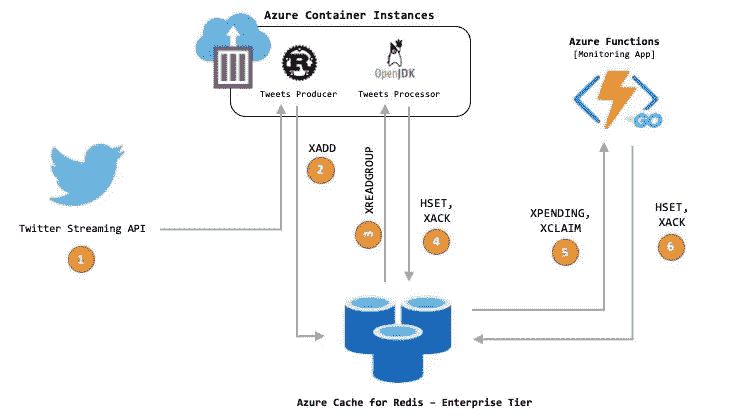 Azure Container Instances
R
OpenJDK
Tweets Producer
Tweets Processor
Azure Functions
[Monitoring App]
GO
XADD
2
XREADGROUP
3
HSET,
XACK
4
XPENDING,
XCLAIM
5
HSET,
XACK
6
Twitter Streaming API
1
Azure Cache for Redis – Enterprise Tier